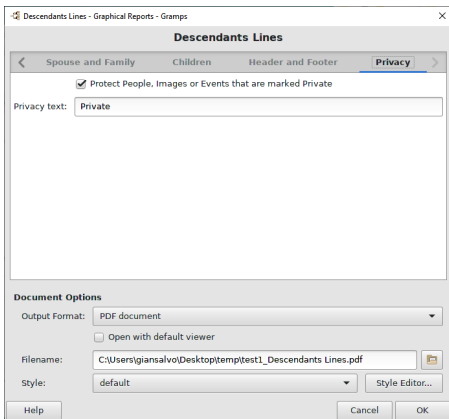 Descendants Lines - Graphical Reports - Gramps
Descendants Lines
Spouse and Family Children Header and Footer Privacy
Protect People, Images or Events that are marked Private
Privacy text: Private
Document Options
Output Format: PDF document
Open with default viewer
Filename: C:\Users\giansalvo\Desktop\temp\test1_Descendants Lines.pdf
Style: default Style Editor...
Help Cancel OK